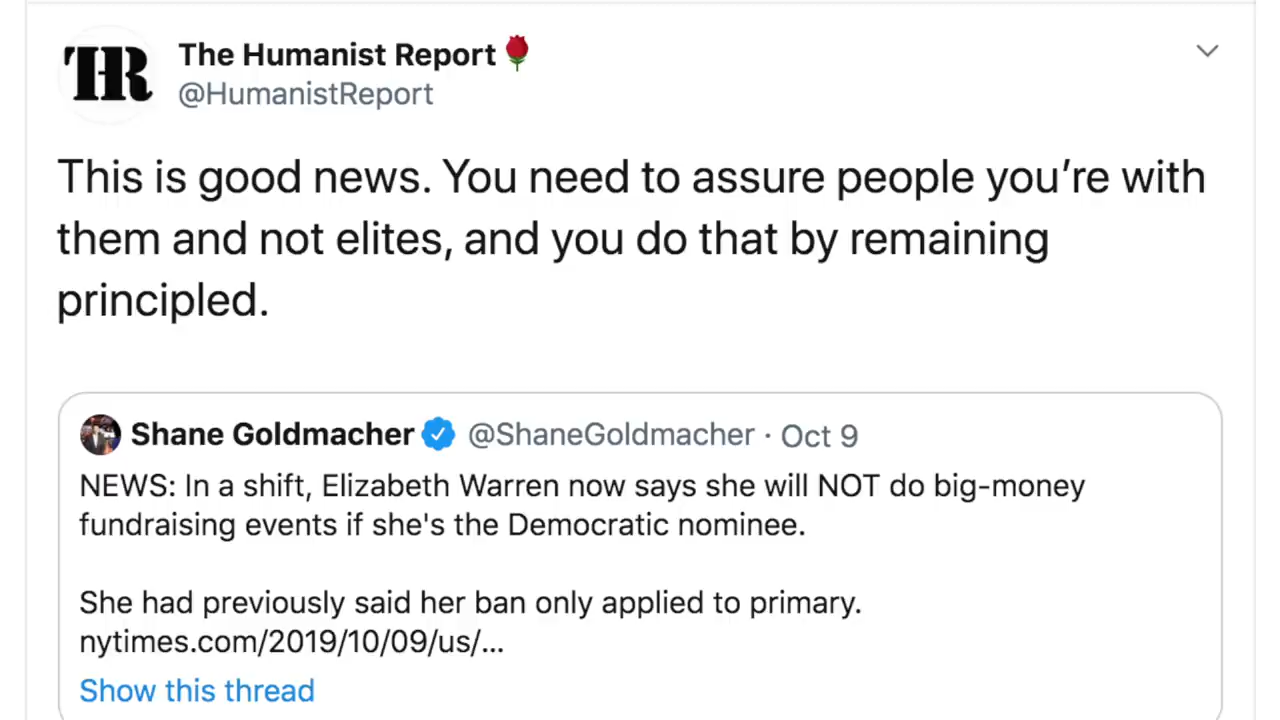 THR
The Humanist Report🌹
@HumanistReport
This is good news. You need to assure people you’re with
them and not elites, and you do that by remaining
principled.
Shane Goldmacher @ShaneGoldmacher · Oct 9
NEWS: In a shift, Elizabeth Warren now says she will NOT do big-money
fundraising events if she's the Democratic nominee.
She had previously said her ban only applied to primary.
nytimes.com/2019/10/09/us/...
Show this thread